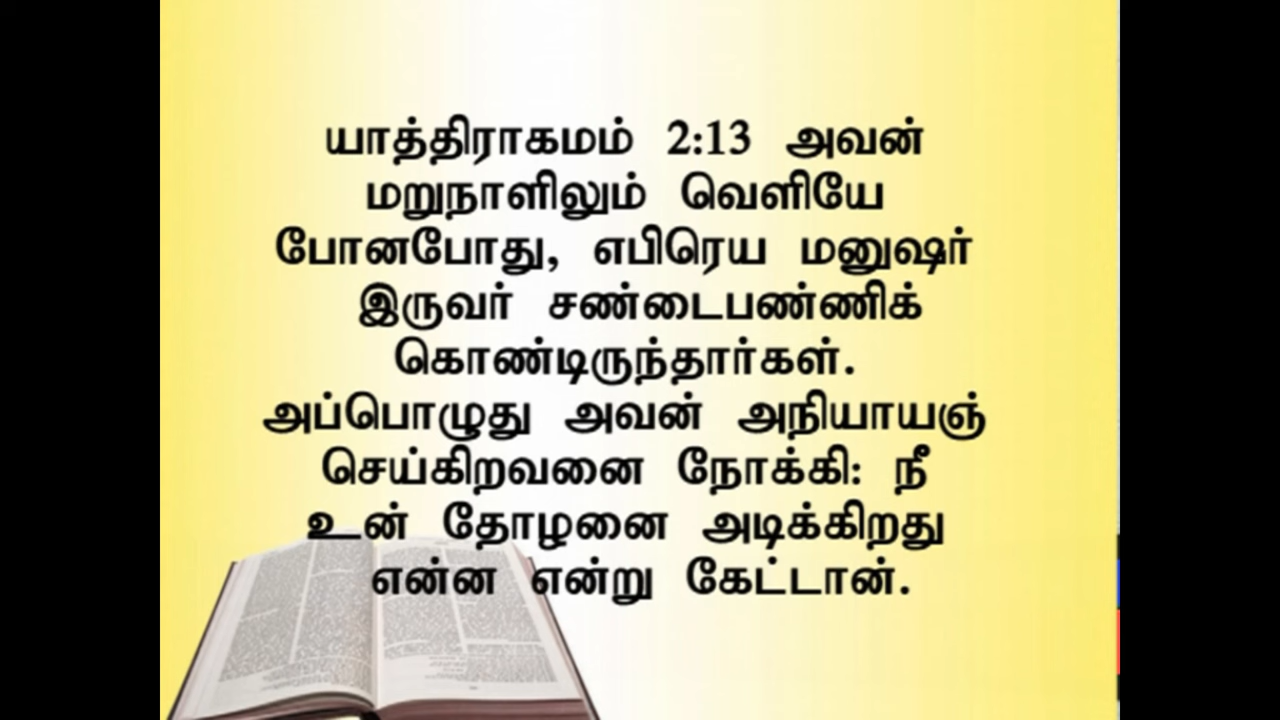 யாத்திராகமம் 2:13 அவன்
மறுநாளிலும் வெளியே
போனபோது, எபிரெய மனுஷர்
இருவர் சண்டைபண்ணிக்
கொண்டிருந்தார்கள்.
அப்பொழுது அவன் அநியாயஞ்
செய்கிறவனை நோக்கி: நீ
உன் தோழனை அடிக்கிறது
என்ன என்று கேட்டான்.